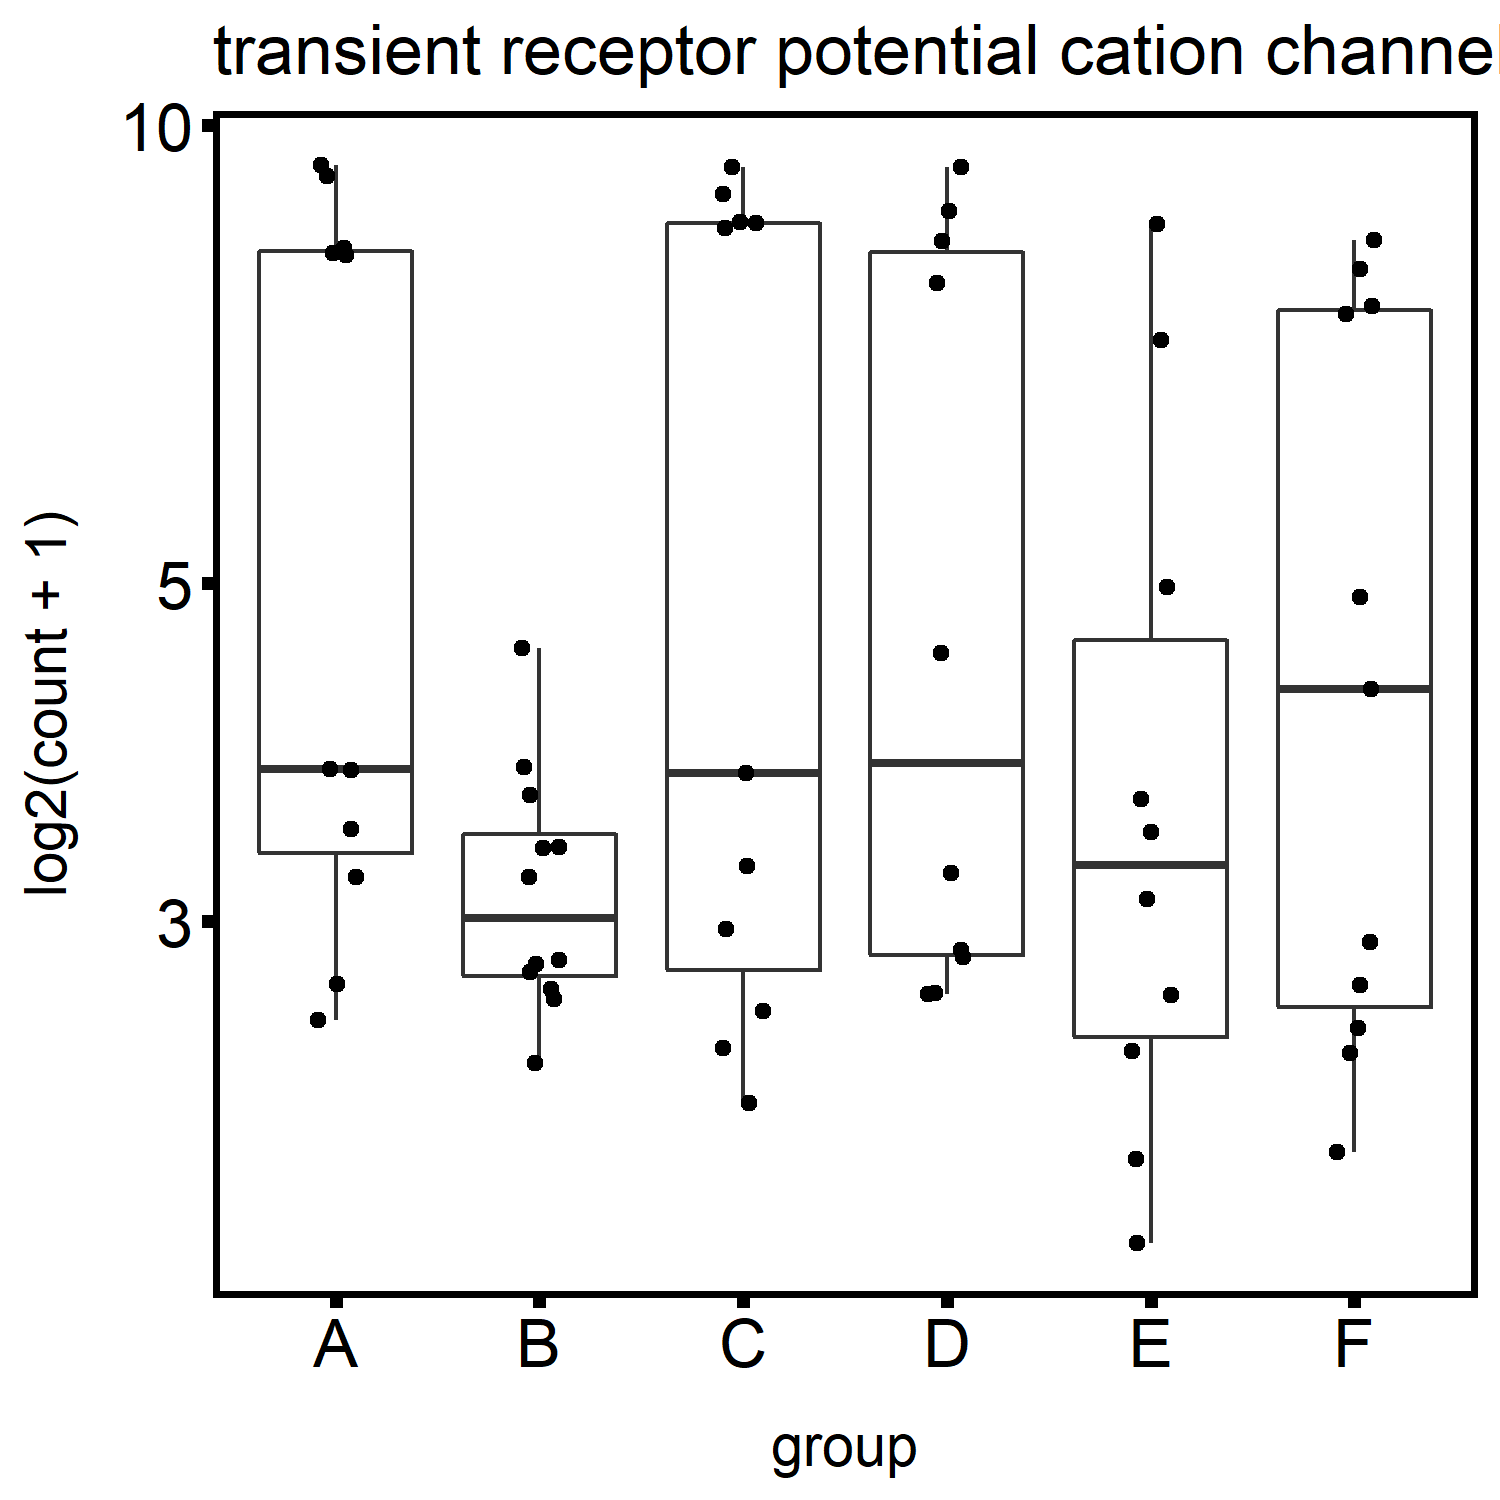 transient receptor potential cation channel
10
5
3
log2(count + 1)
A B C D E F
group